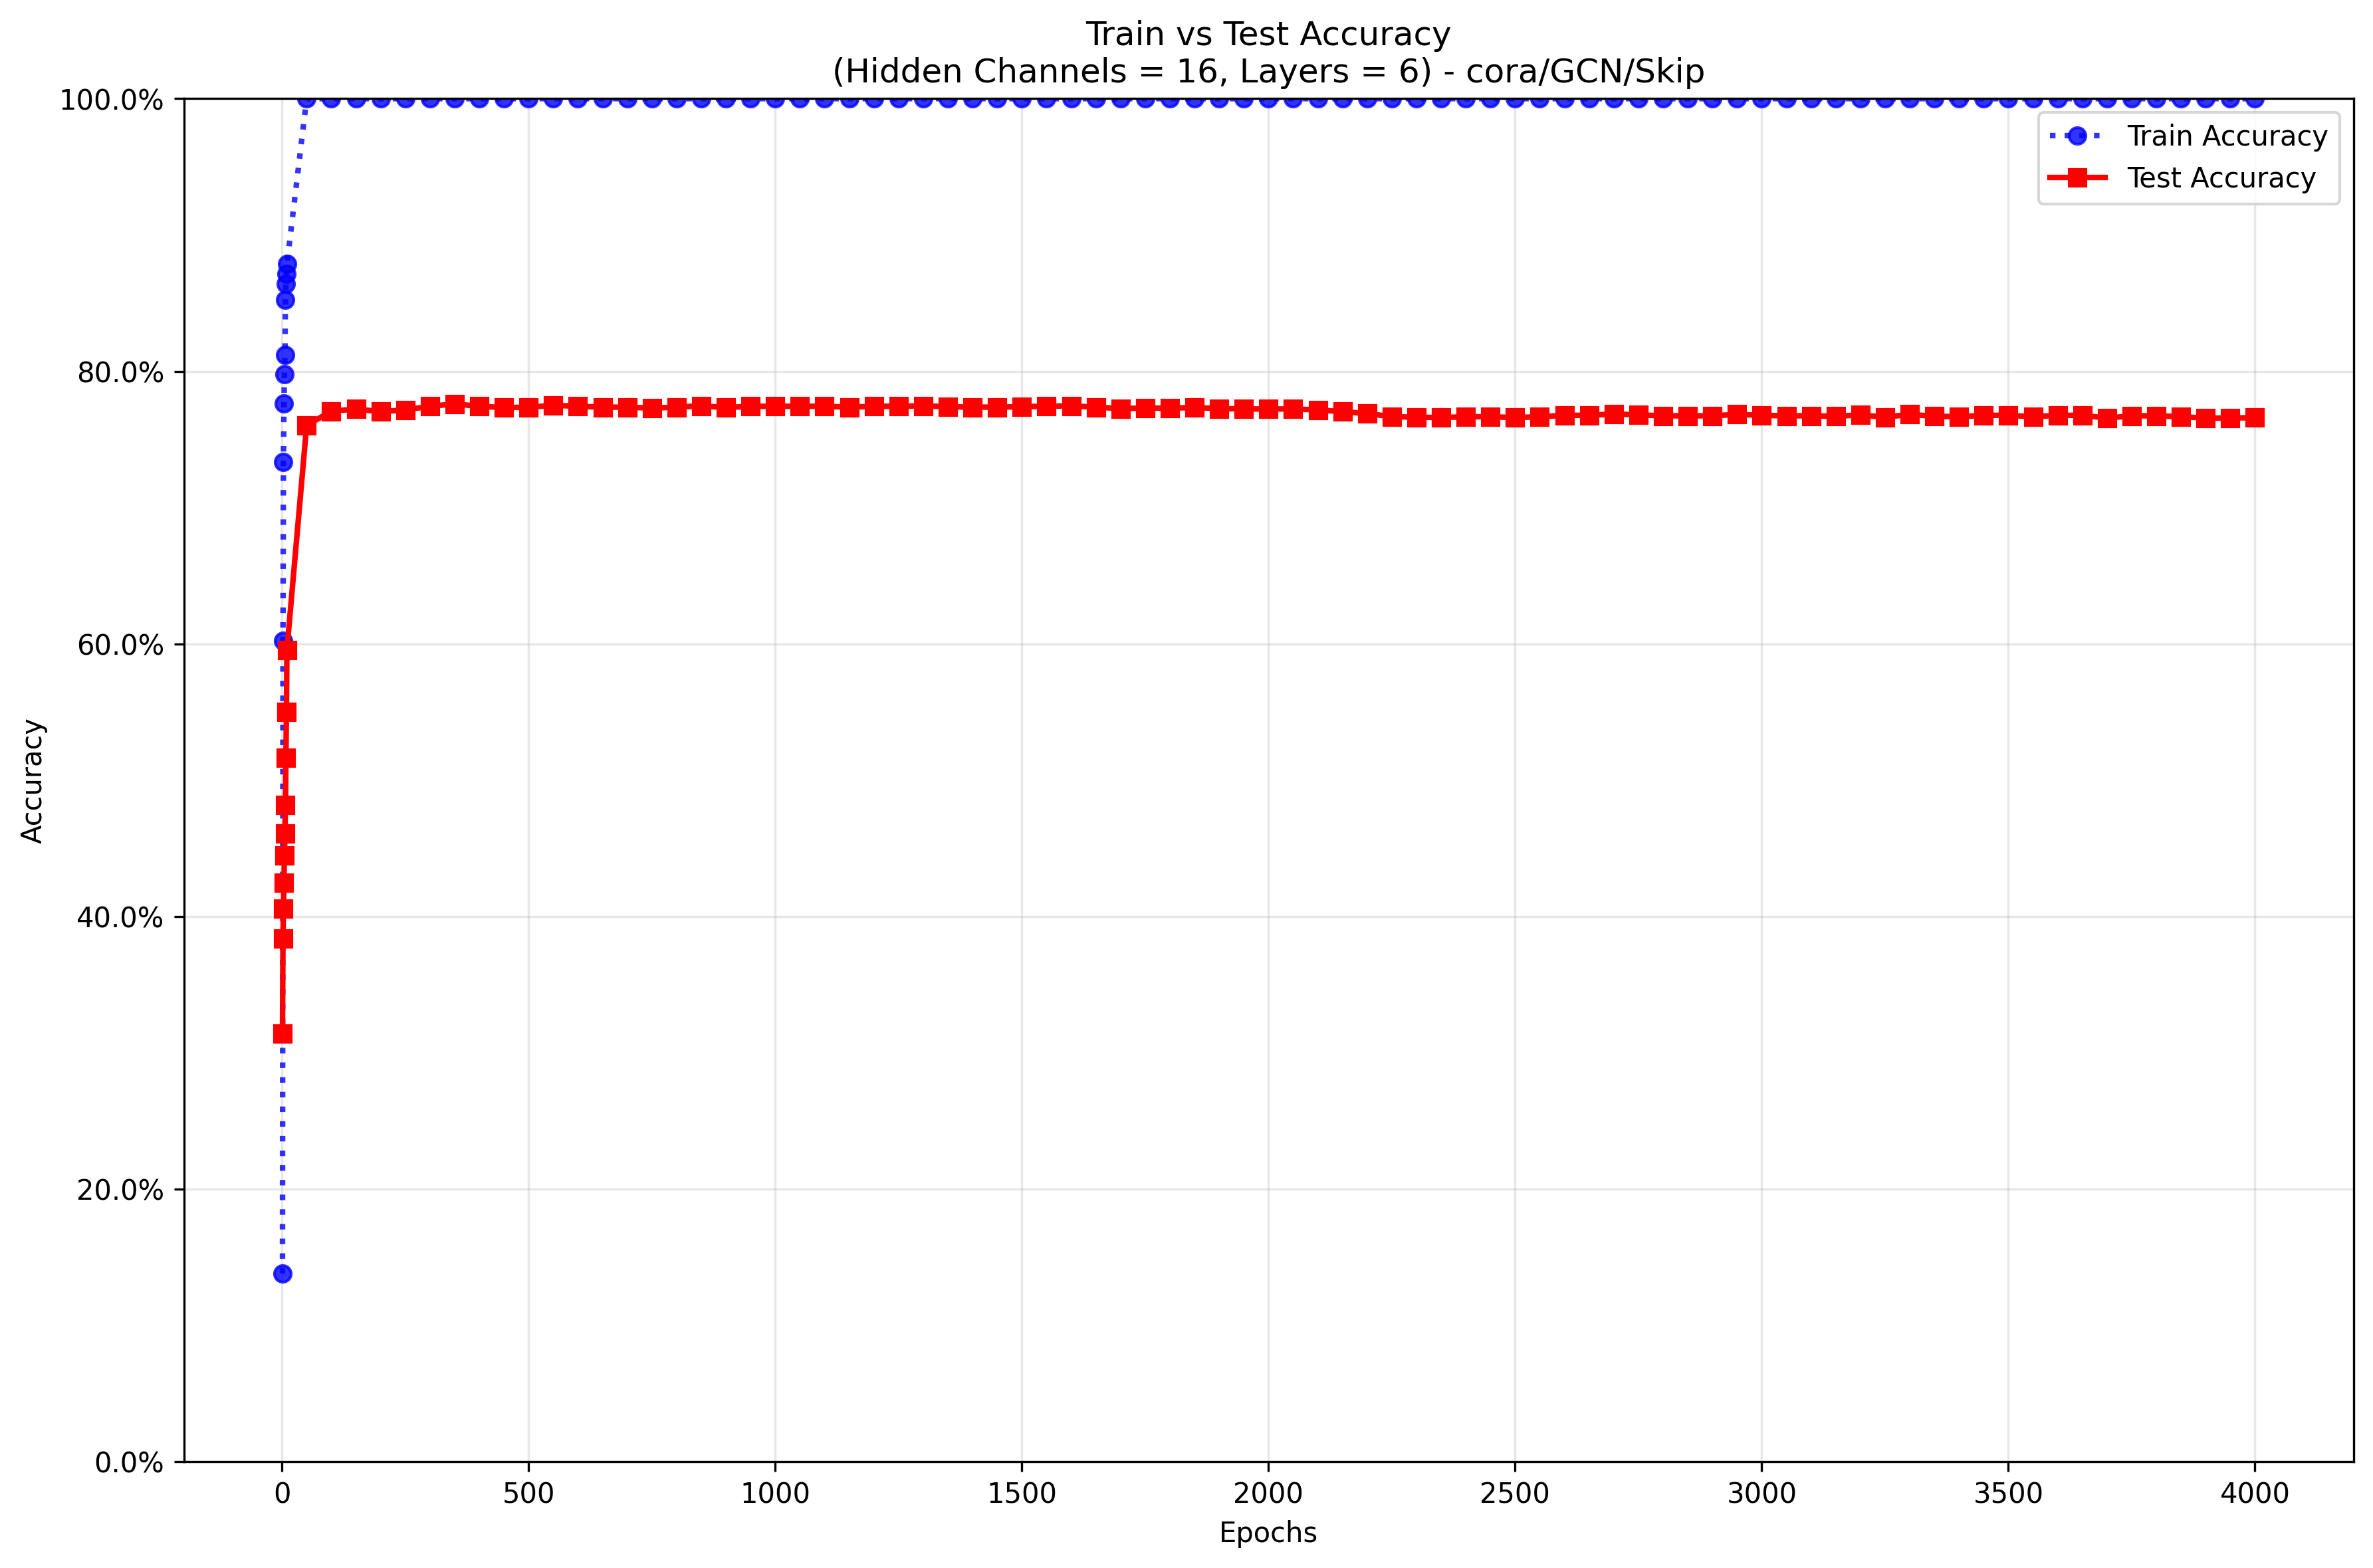 Train vs Test Accuracy
(Hidden Channels = 16, Layers = 6) - cora/GCN/Skip
100.0%
80.0%
60.0%
40.0%
20.0%
0.0%
Accuracy
Train Accuracy
Test Accuracy
0 500 1000 1500 2000 2500 3000 3500 4000
Epochs